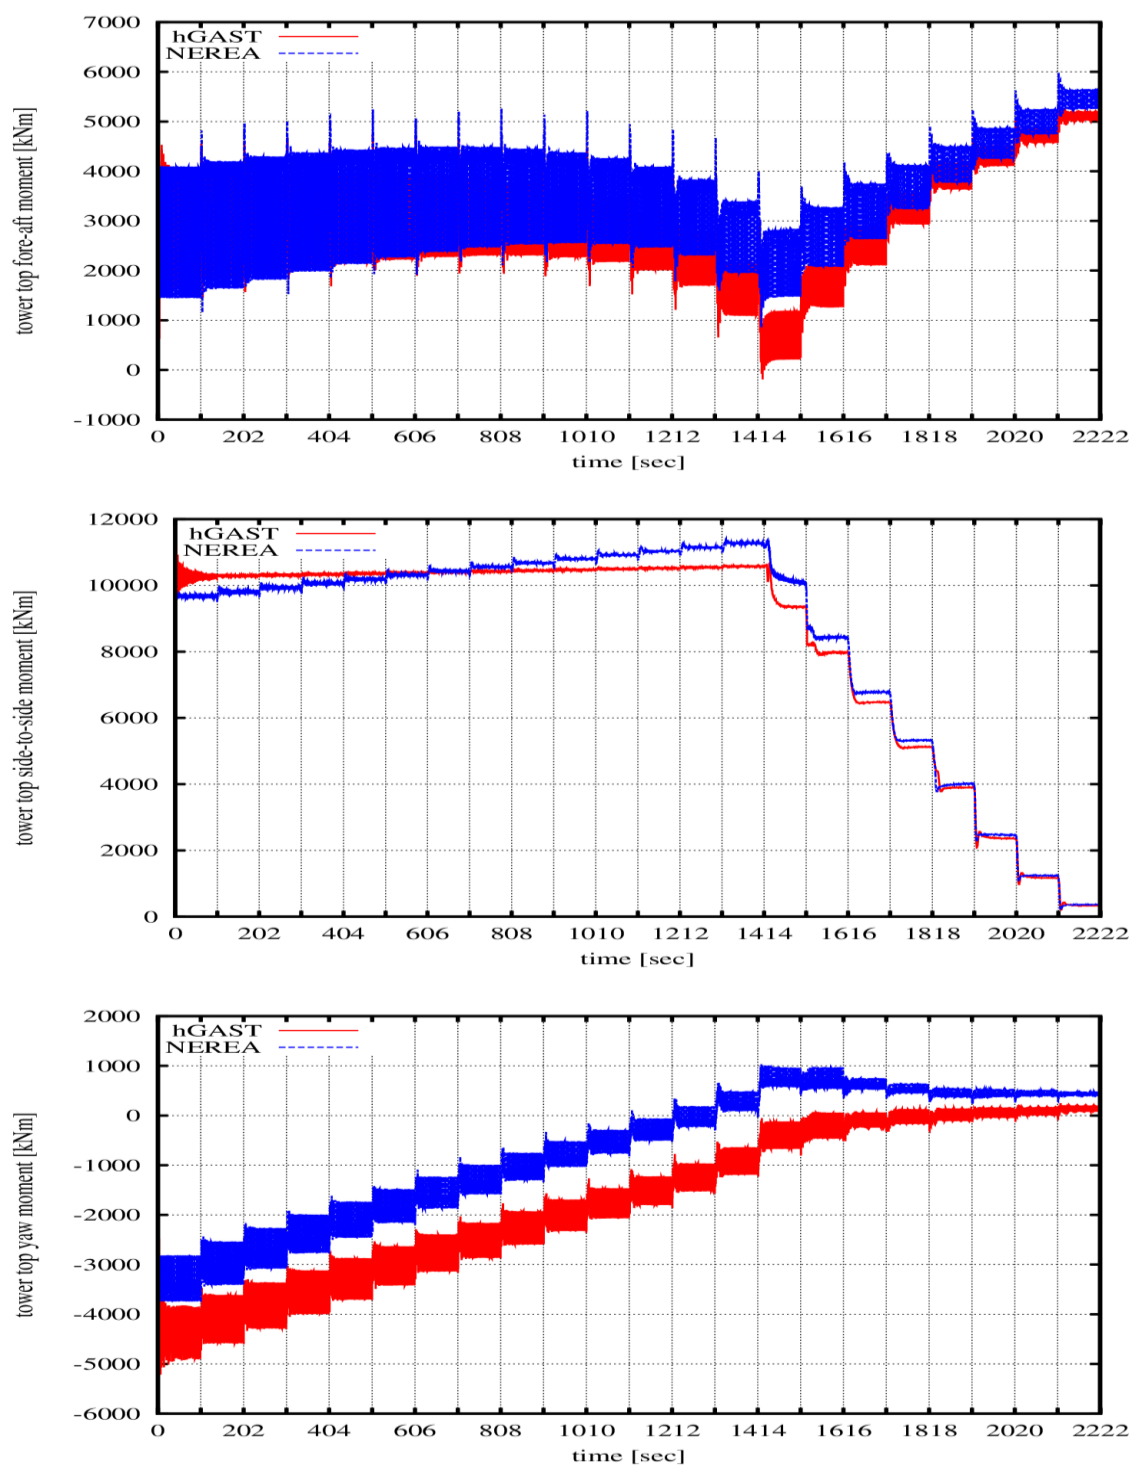 7000
hGAST
NEREA
6000
5000
4000
3000
2000
1000
0
-1000
tower top fore-aft moment [kNm]
0 202 404 606 808 1010 1212 1414 1616 1818 2020 2222
time [sec]
12000
hGAST
NEREA
10000
8000
6000
4000
2000
0
tower top side-to-side moment [kNm]
0 202 404 606 808 1010 1212 1414 1616 1818 2020 2222
time [sec]
2000
hGAST
NEREA
1000
0
-1000
-2000
-3000
-4000
-5000
-6000
tower top yaw moment [kNm]
0 202 404 606 808 1010 1212 1414 1616 1818 2020 2222
time [sec]